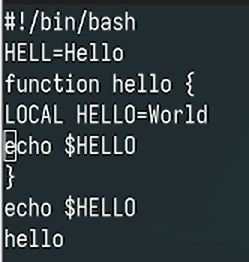 #!/bin/bash
HELL=Hello
function hello {
LOCAL HELLO=World
echo $HELLO
}
echo $HELLO
hello